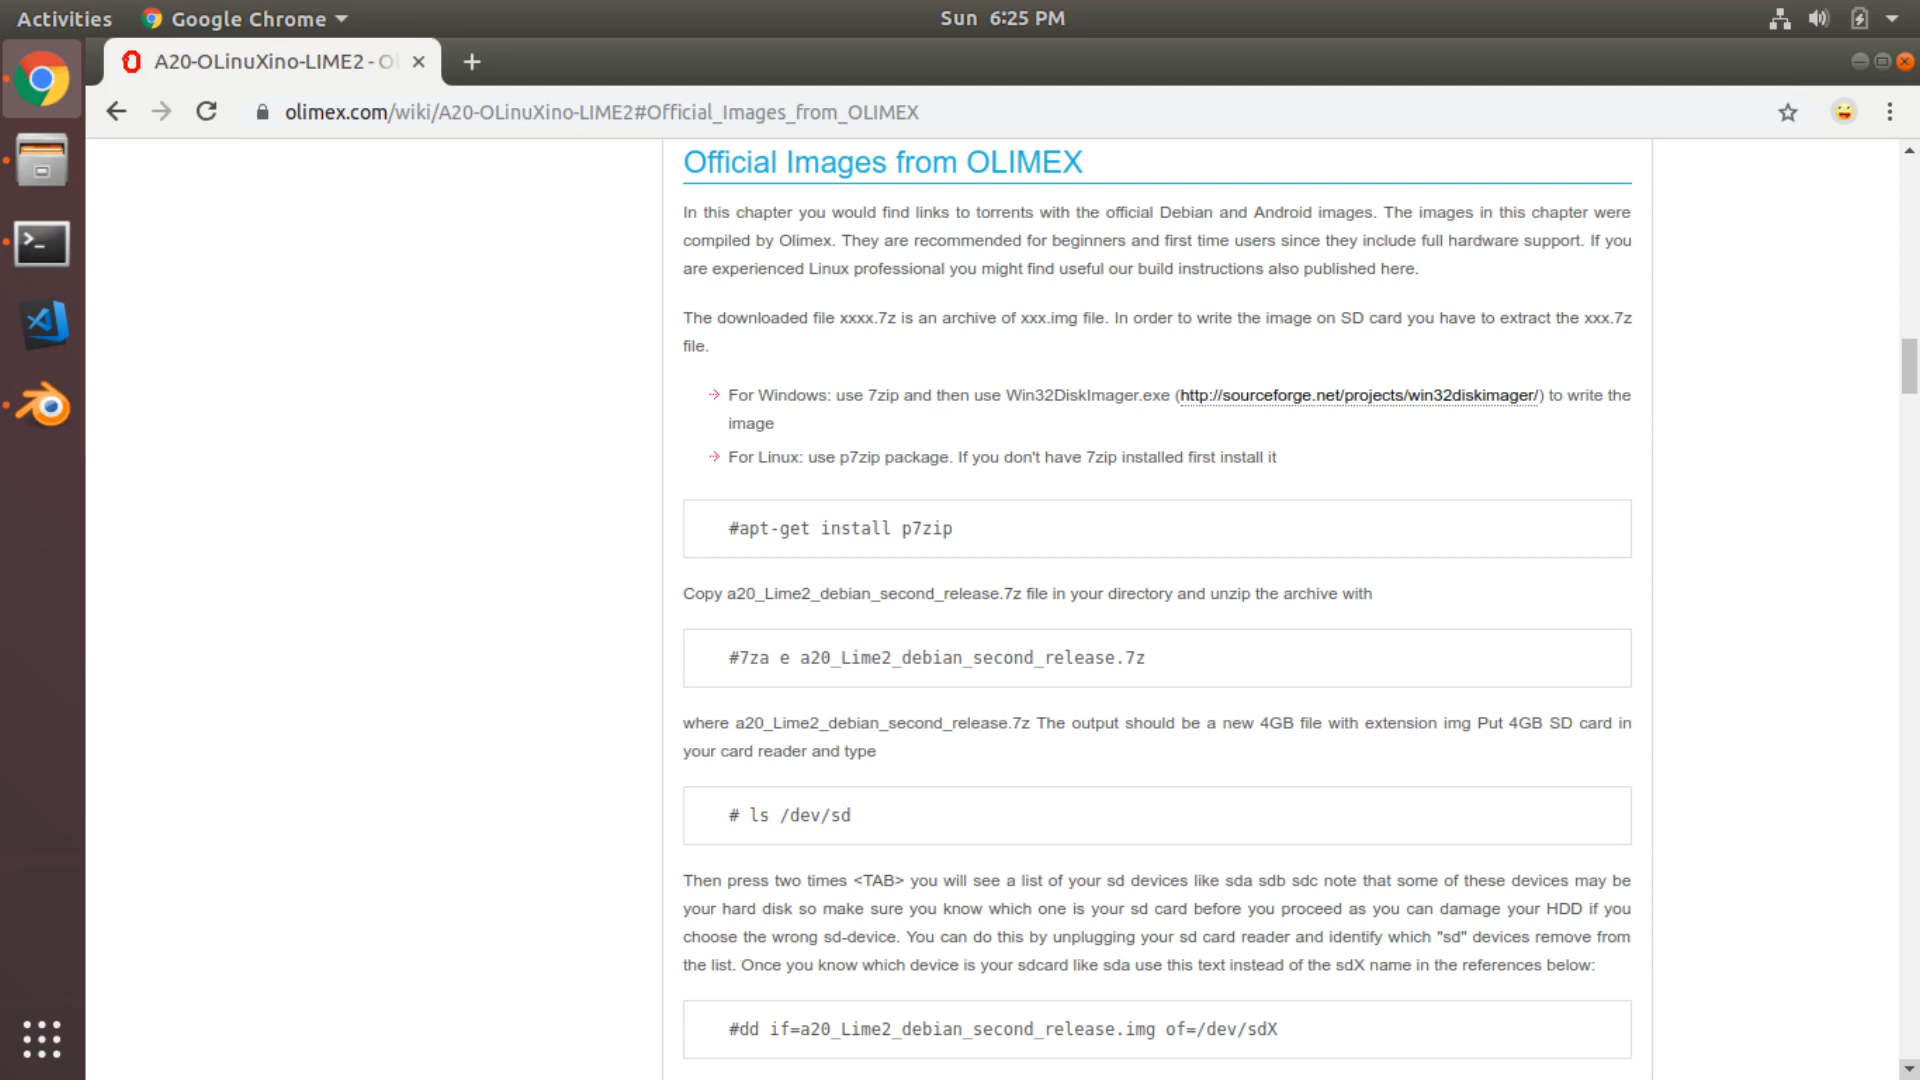 Activities
Google Chrome
Sun 6:25 PM
A20-OLinuXino-LIME2 - Ol
olimex.com/wiki/A20-OLinuXino-LIME2#Official_Images_from_OLIMEX
Official Images from OLIMEX
In this chapter you would find links to torrents with the official Debian and Android images. The images in this chapter were
compiled by Olimex. They are recommended for beginners and first time users since they include full hardware support. If you
are experienced Linux professional you might find useful our build instructions also published here.
The downloaded file xxxx.7z is an archive of xxx.img file. In order to write the image on SD card you have to extract the xxx.7z
file.
For Windows: use 7zip and then use Win32DiskImager.exe (http://sourceforge.net/projects/win32diskimager/) to write the
image
For Linux: use p7zip package. If you don't have 7zip installed first install it
#apt-get install p7zip
Copy a20_Lime2_debian_second_release.7z file in your directory and unzip the archive with
#7za e a20_Lime2_debian_second_release.7z
where a20_Lime2_debian_second_release.7z The output should be a new 4GB file with extension img Put 4GB SD card in
your card reader and type
# ls /dev/sd
Then press two times <TAB> you will see a list of your sd devices like sda sdb sdc note that some of these devices may be
your hard disk so make sure you know which one is your sd card before you proceed as you can damage your HDD if you
choose the wrong sd-device. You can do this by unplugging your sd card reader and identify which "sd" devices remove from
the list. Once you know which device is your sdcard like sda use this text instead of the sdX name in the references below:
#dd if=a20_Lime2_debian_second_release.img of=/dev/sdX